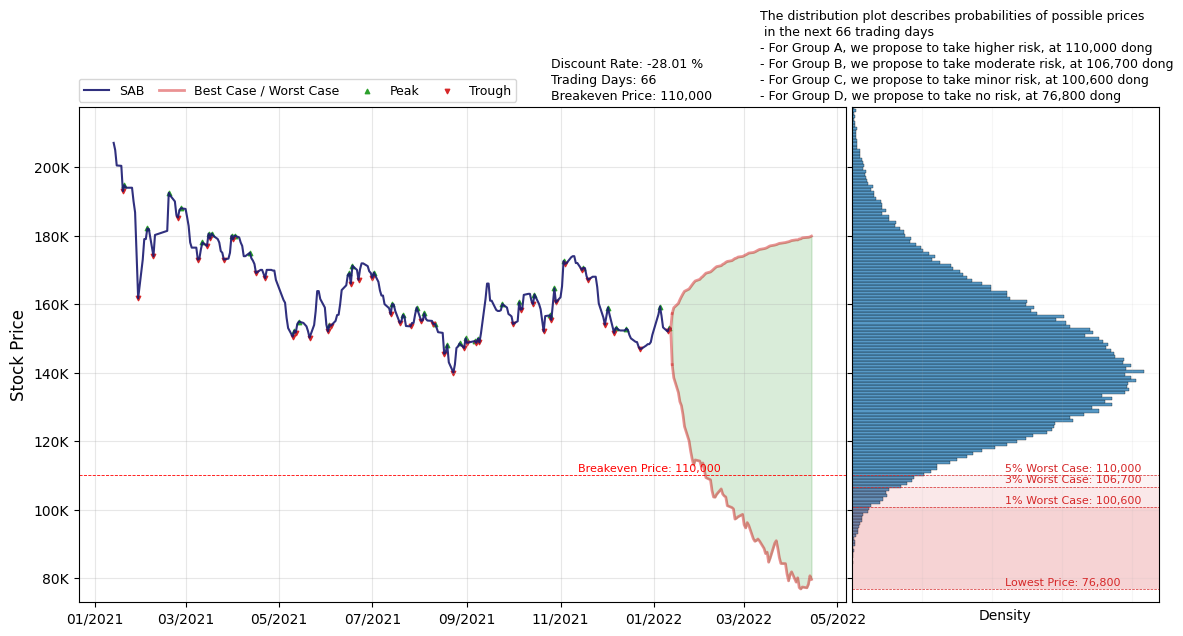 The distribution plot describes probabilities of possible prices
in the next 66 trading days
- For Group A, we propose to take higher risk, at 110,000 dong
- For Group B, we propose to take moderate risk, at 106,700 dong
- For Group C, we propose to take minor risk, at 100,600 dong
- For Group D, we propose to take no risk, at 76,800 dong
Discount Rate: -28.01 %
Trading Days: 66
Breakeven Price: 110,000
SAB
Best Case / Worst Case
Peak
Trough
Stock Price
200K
180K
160K
140K
120K
100K
80K
Breakeven Price: 110,000
5% Worst Case: 110,000
3% Worst Case: 106,700
1% Worst Case: 100,600
Lowest Price: 76,800
01/2021
03/2021
05/2021
07/2021
09/2021
11/2021
01/2022
03/2022
05/2022
Density